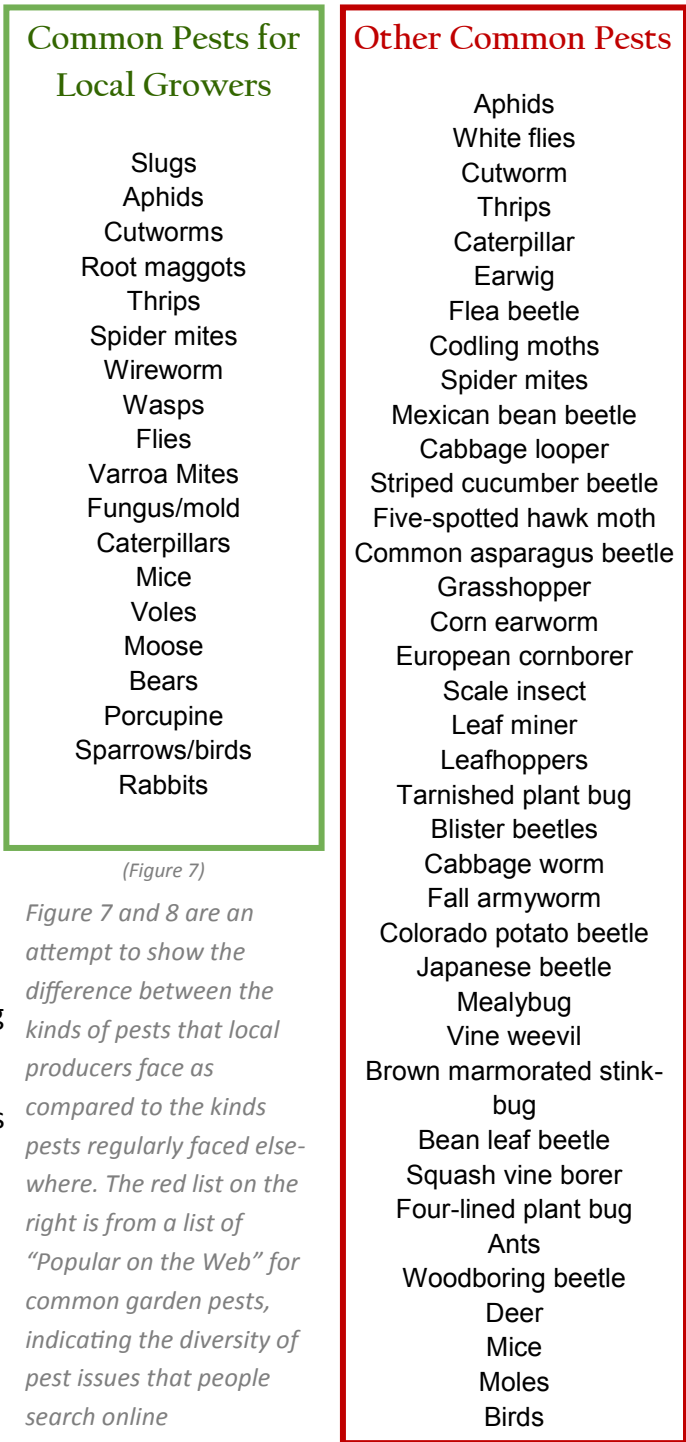 Common Pests for
Local Growers
Slugs
Aphids
Cutworms
Root maggots
Thrips
Spider mites
Wireworm
Wasps
Flies
Varroa Mites
Fungus/mold
Caterpillars
Mice
Voles
Moose
Bears
Porcupine
Sparrows/birds
Rabbits
(Figure 7)
Figure 7 and 8 are an
attempt to show the
difference between the
kinds of pests that local
producers face as
compared to the kinds
pests regularly faced else-
where. The red list on the
right is from a list of
“Popular on the Web” for
common garden pests,
indicating the diversity of
pest issues that people
search online
Other Common Pests
Aphids
White flies
Cutworm
Thrips
Caterpillar
Earwig
Flea beetle
Codling moths
Spider mites
Mexican bean beetle
Cabbage looper
Striped cucumber beetle
Five-spotted hawk moth
Common asparagus beetle
Grasshopper
Corn earworm
European cornborer
Scale insect
Leaf miner
Leafhoppers
Tarnished plant bug
Blister beetles
Cabbage worm
Fall armyworm
Colorado potato beetle
Japanese beetle
Mealybug
Vine weevil
Brown marmorated stink-
bug
Bean leaf beetle
Squash vine borer
Four-lined plant bug
Ants
Woodboring beetle
Deer
Mice
Moles
Birds